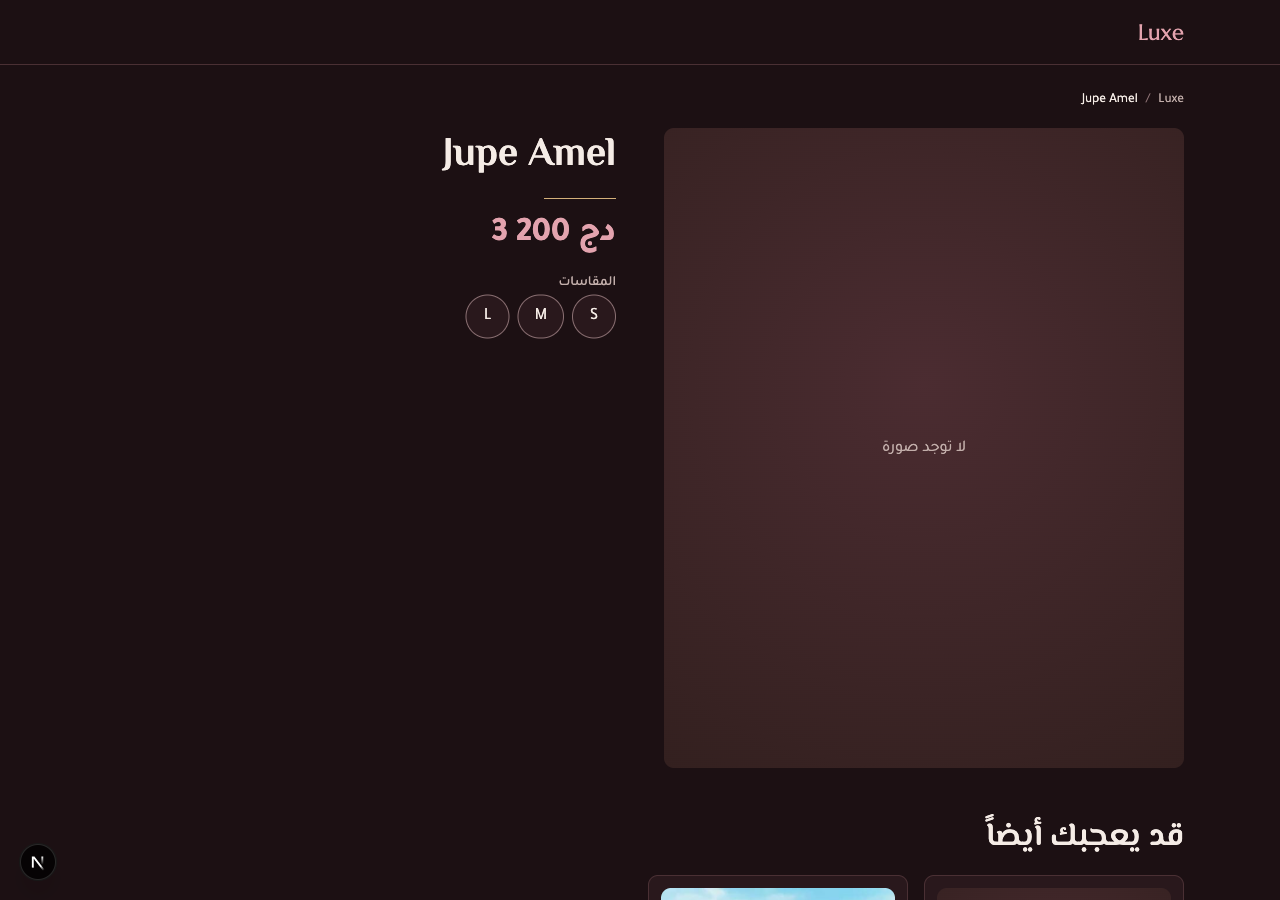 Luxe
Luxe / Jupe Amel
Jupe Amel
3 200 دج
المقاسات
S M L
لا توجد صورة
قد يعجبك أيضاً
N